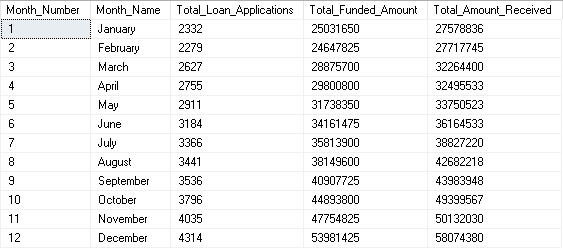 Month_Number Month_Name Total_Loan_Applications Total_Funded_Amount Total_Amount_Received
1 January 2332 25031650 27578836
2 February 2279 24647825 27717745
3 March 2627 28875700 32264400
4 April 2755 29800800 32495533
5 May 2911 31738350 33750523
6 June 3184 34161475 36164533
7 July 3366 35813900 38827220
8 August 3441 38149600 42682218
9 September 3536 40907725 43983948
10 October 3796 44893800 49399567
11 November 4035 47754825 50132030
12 December 4314 53981425 58074380